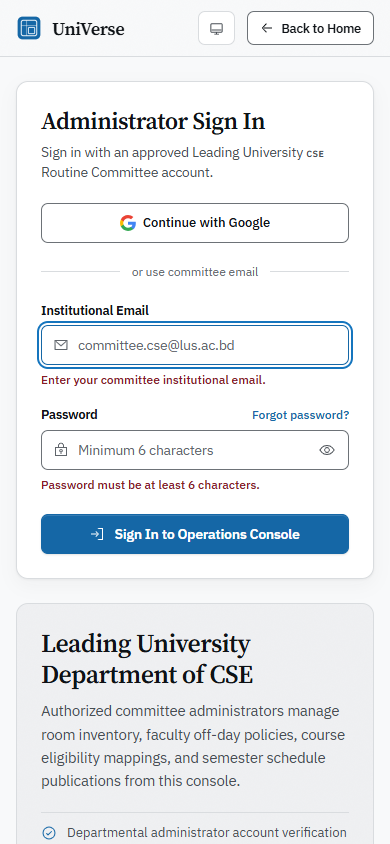 UniVerse
Back to Home
Administrator Sign In
Sign in with an approved Leading University CSE
Routine Committee account.
Continue with Google
or use committee email
Institutional Email
committee.cse@lus.ac.bd
Enter your committee institutional email.
Password
Forgot password?
Minimum 6 characters
Password must be at least 6 characters.
Sign In to Operations Console
Leading University
Department of CSE
Authorized committee administrators manage
room inventory, faculty off-day policies, course
eligibility mappings, and semester schedule
publications from this console.
Departmental administrator account verification